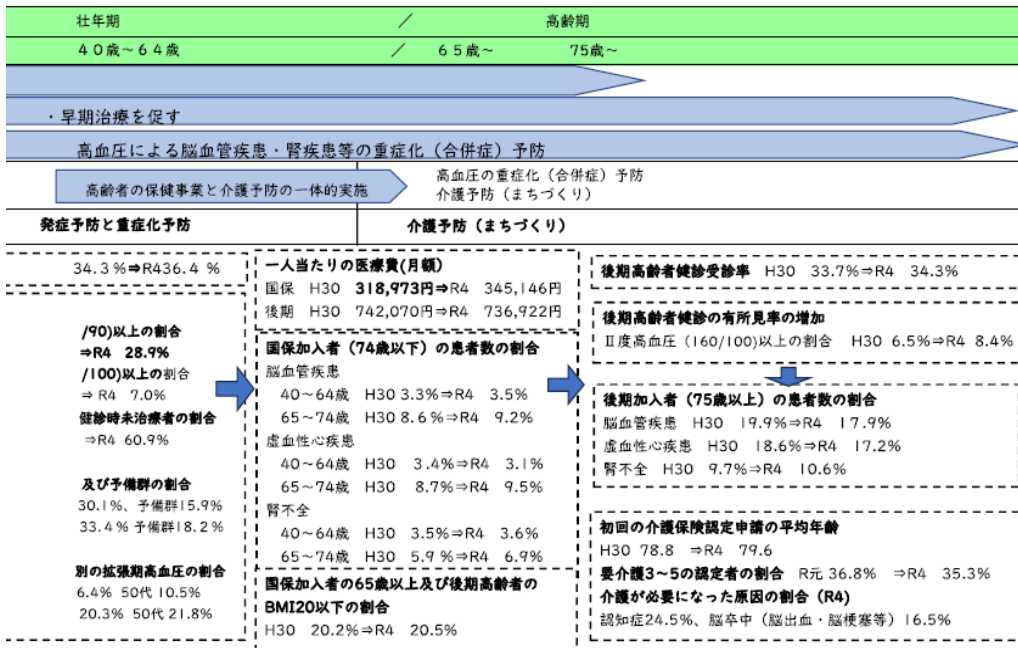 壮年期 / 高齢期
40歳～64歳 / 65歳～ 75歳～
・早期治療を促す
高血圧による脳血管疾患・腎疾患等の重症化（合併症）予防
高齢者の保健事業と介護予防の一体的実施
高血圧の重症化（合併症）予防
介護予防（まちづくり）
発症予防と重症化予防
介護予防（まちづくり）
34.3％⇒R436.4 ％
/90)以上の割合
⇒R4 28.9%
/100)以上の割合
⇒ R4 7.0%
健診時未治療者の割合
⇒R4 60.9%
及び予備群の割合
30.1%、予備群15.9%
33.4％ 予備群18.2％
別の拡張期高血圧の割合
6.4% 50代 10.5%
20.3% 50代 21.8%
一人当たりの医療費(月額）
国保 H30 318,973円⇒R4 345,146円
後期 H30 742,070円⇒R4 736,922円
国保加入者（74歳以下）の患者数の割合
脳血管疾患
40～64歳 H30 3.3%⇒R4 3.5%
65～74歳 H30 8.6％⇒R4 9.2%
虚血性心疾患
40～64歳 H30 3.4%⇒R4 3.1%
65～74歳 H30 8.7%⇒R4 9.5%
腎不全
40～64歳 H30 3.5%⇒R4 3.6%
65～74歳 H30 5.9％⇒R4 6.9%
国保加入者の65歳以上及び後期高齢者の
BMI20以下の割合
H30 20.2%⇒R4 20.5%
後期高齢者健診受診率 H30 33.7%⇒R4 34.3%
後期高齢者健診の有所見率の増加
Ⅱ度高血圧（160/100)以上の割合 H30 6.5%⇒R4 8.4%
後期加入者（75歳以上）の患者数の割合
脳血管疾患 H30 19.9%⇒R4 17.9%
虚血性心疾患 H30 18.6%⇒R4 17.2%
腎不全 H30 9.7%⇒R4 10.6%
初回の介護保険認定申請の平均年齢
H30 78.8 ⇒R4 79.6
要介護3～5の認定者の割合 R元 36.8% ⇒R4 35.3%
介護が必要になった原因の割合（R4）
認知症24.5%、脳卒中（脳出血・脳梗塞等）16.5%